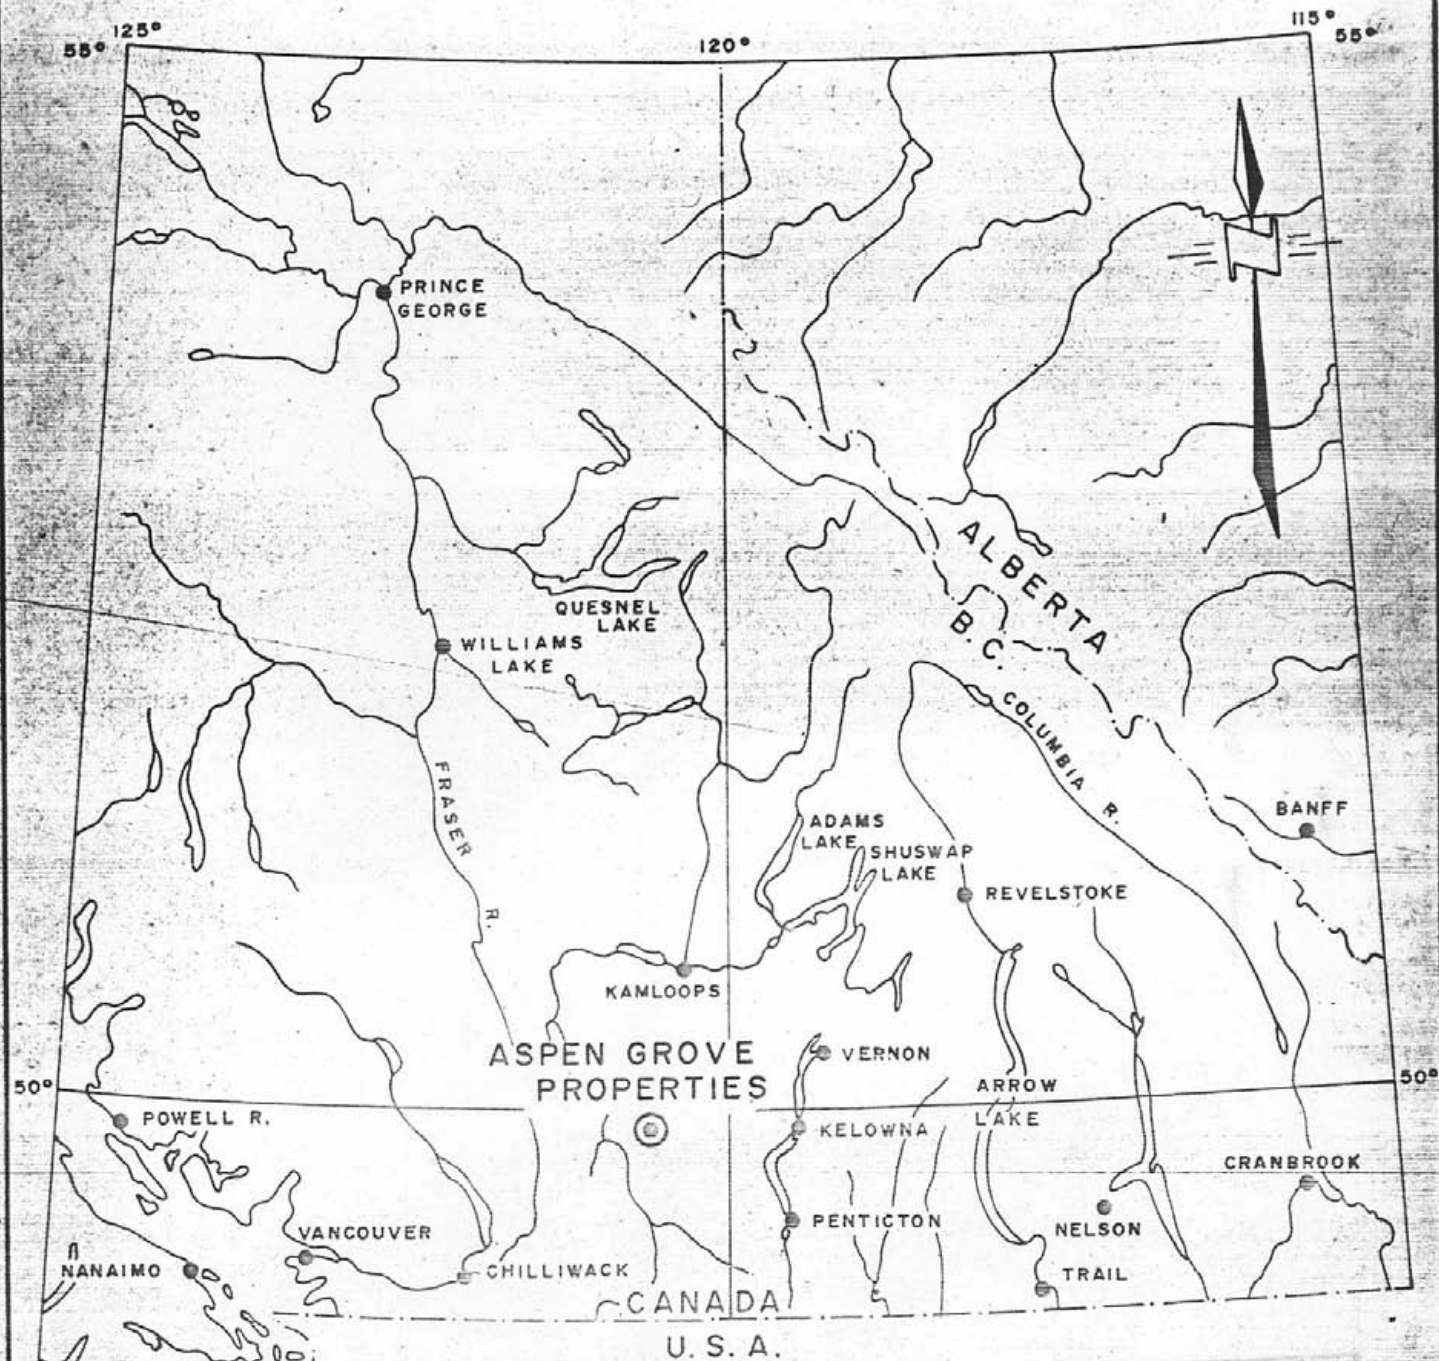 125°
55°
120°
115°
55°
PRINCE
GEORGE
ALBERTA
B.C.
QUESNEL
LAKE
WILLIAMS
LAKE
COLUMBIA R.
FRASER R.
BANFF
ADAMS
LAKE
SHUSWAP
LAKE
REVELSTOKE
KAMLOOPS
ASPEN GROVE
PROPERTIES
VERNON
50°
ARROW
LAKE
50°
POWELL R.
KELOWNA
CRANBROOK
PENTICTON
NELSON
VANCOUVER
NANAIMO
CHILLIWACK
TRAIL
CANADA
U.S.A.